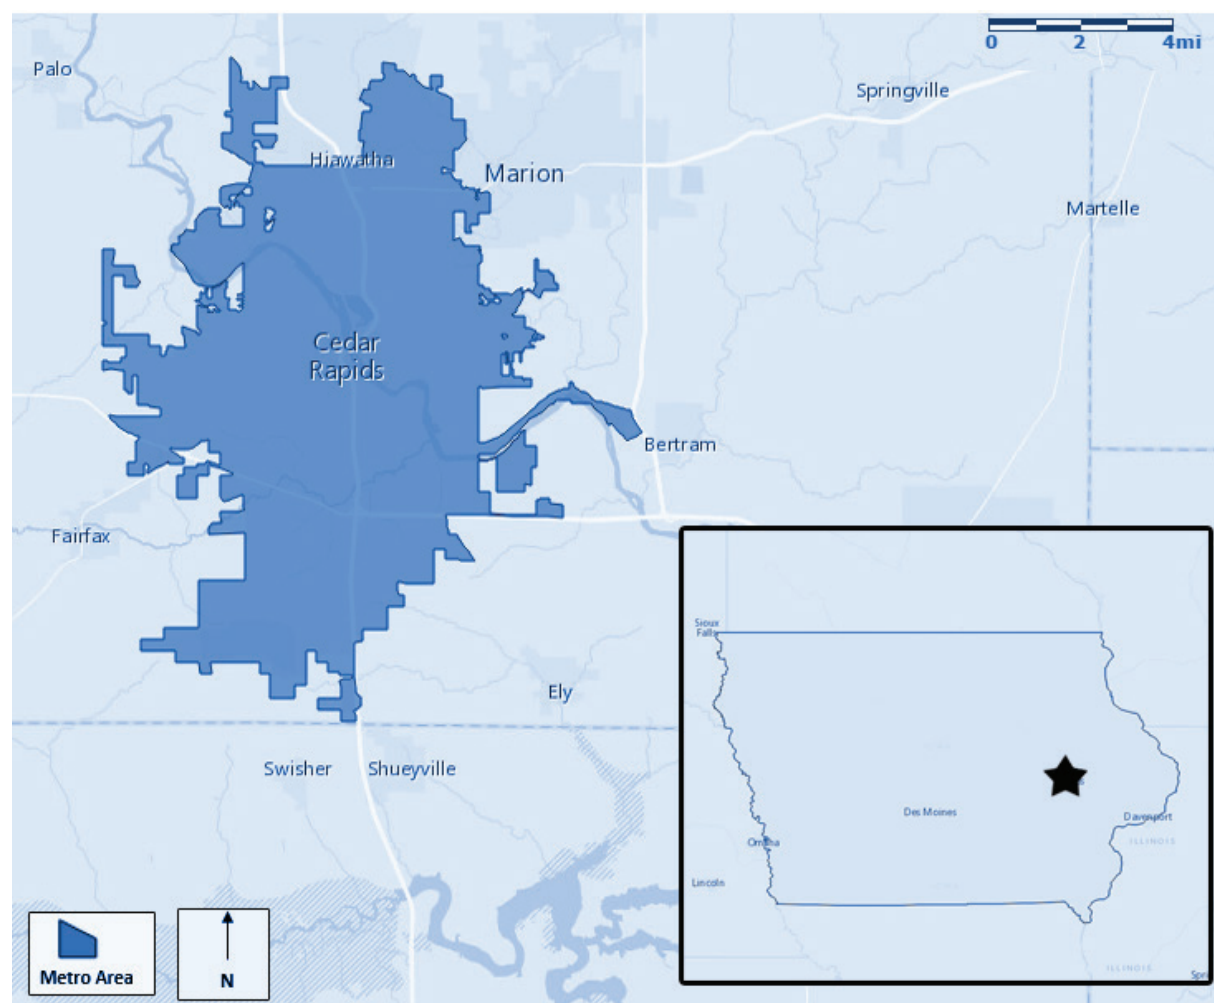 Palo
0 2 4mi
Springville
Hiawatha
Marion
Martelle
Cedar
Rapids
Bertram
Fairfax
Ely
Swisher
Shueyville
Sioux
Falls
Des Moines
Davenport
Omaha
ILLINOIS
Lincoln
ILLINOIS
Metro Area
N